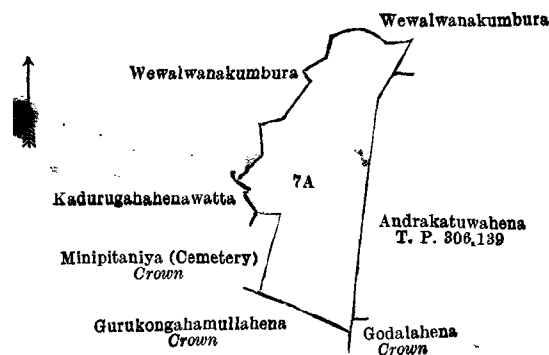 Wewalwanakumbura
Wewalwanakumbura
7A
Kadurugahahenawatta
Andrakatuwahena
T. P. 306,139
Minipitaniya (Cemetery)
Crown
Gurukongahamullahena
Crown
Godalahena
Crown